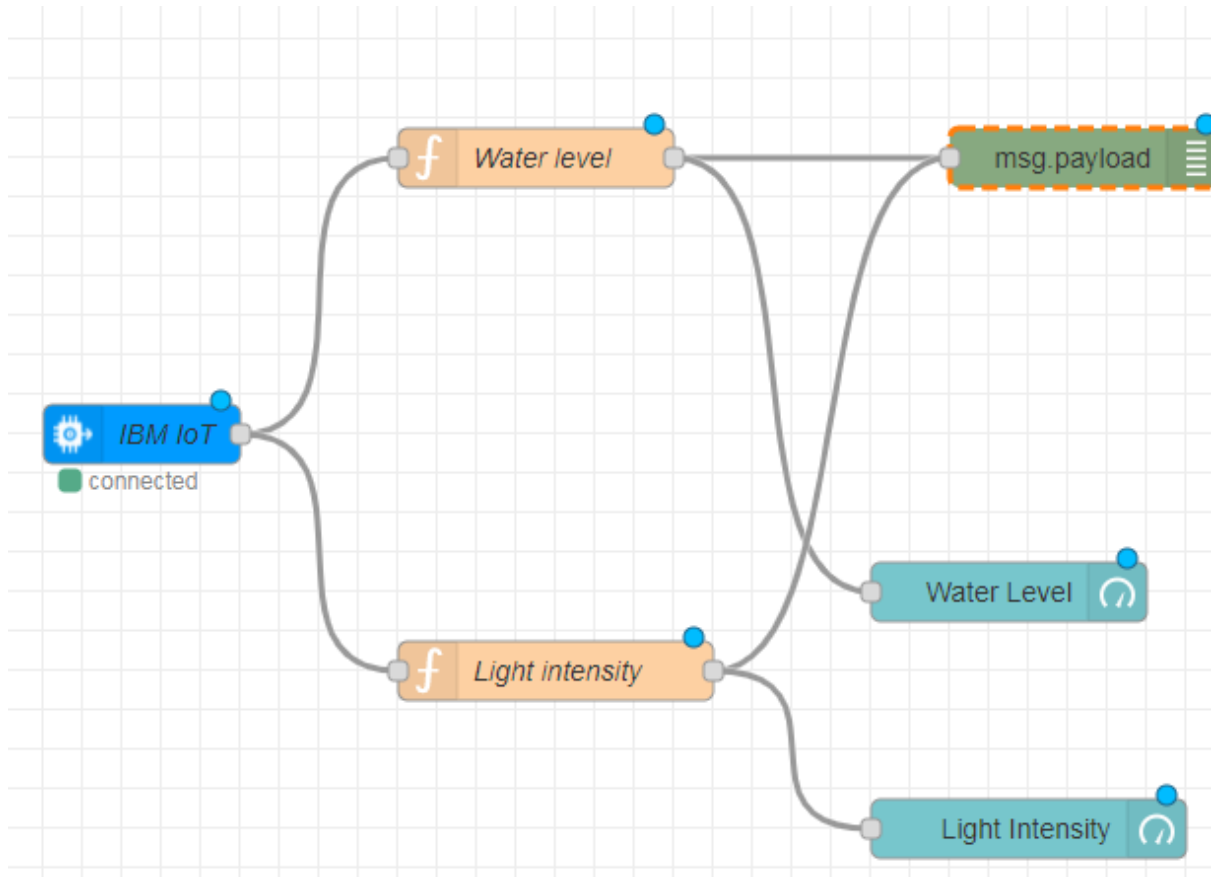 Water level
msg.payload
IBM IoT
connected
Water Level
Light intensity
Light Intensity